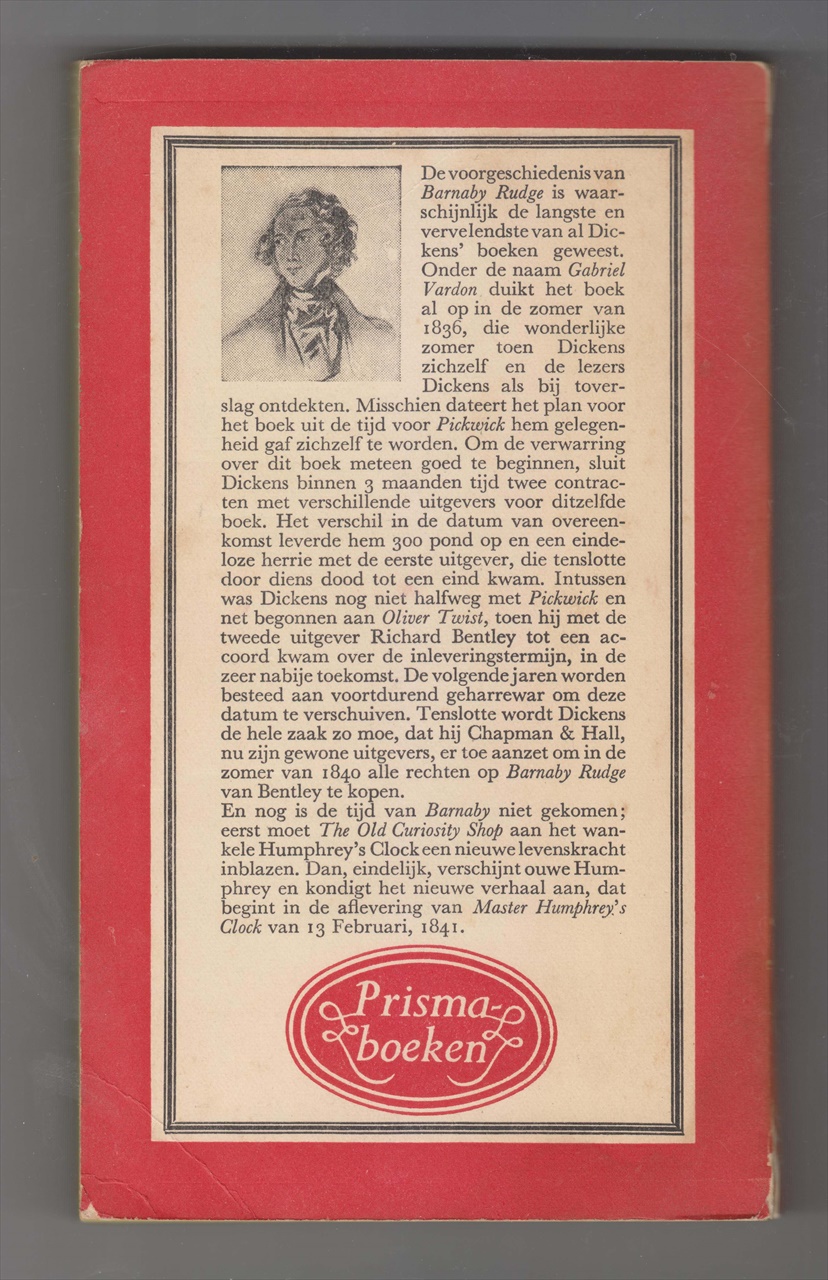 De voorgeschiedenis van
Barnaby Rudge is waar-
schijnlijk de langste en
vervelendste van al Dic-
kens’ boeken geweest.
Onder de naam Gabriel
Vardon duikt het boek
al op in de zomer van
1836, die wonderlijke
zomer toen Dickens
zichzelf en de lezers
Dickens als bij tover-
slag ontdekten. Misschien dateert het plan voor
het boek uit de tijd voor Pickwick hem gelegen-
heid gaf zichzelf te worden. Om de verwarring
over dit boek meteen goed te beginnen, sluit
Dickens binnen 3 maanden tijd twee contrac-
ten met verschillende uitgevers voor ditzelfde
boek. Het verschil in de datum van overeen-
komst leverde hem 300 pond op en een einde-
loze herrie met de eerste uitgever, die tenslotte
door diens dood tot een eind kwam. Intussen
was Dickens nog niet halfweg met Pickwick en
net begonnen aan Oliver Twist, toen hij met de
tweede uitgever Richard Bentley tot een ac-
coord kwam over de inleveringstermijn, in de
zeer nabije toekomst. De volgende jaren worden
besteed aan voortdurend geharrewar om deze
datum te verschuiven. Tenslotte wordt Dickens
de hele zaak zo moe, dat hij Chapman & Hall,
nu zijn gewone uitgevers, er toe aanzet om in de
zomer van 1840 alle rechten op Barnaby Rudge
van Bentley te kopen.
En nog is de tijd van Barnaby niet gekomen;
eerst moet The Old Curiosity Shop aan het wan-
kele Humphrey’s Clock een nieuwe levenskracht
inblazen. Dan, eindelijk, verschijnt ouwe Hum-
phrey en kondigt het nieuwe verhaal aan, dat
begint in de aflevering van Master Humphrey’s
Clock van 13 Februari, 1841.
Prisma-
boeken